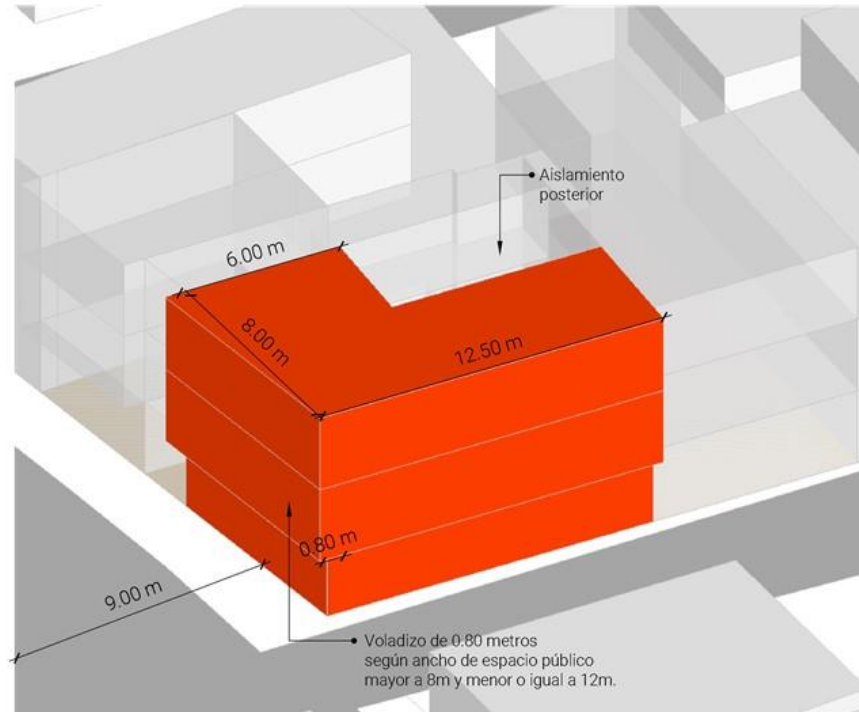 Aislamiento
posterior
6.00 m
8.00 m
12.50 m
0.80 m
9.00 m
Voladizo de 0.80 metros
según ancho de espacio público
mayor a 8m y menor o igual a 12m.